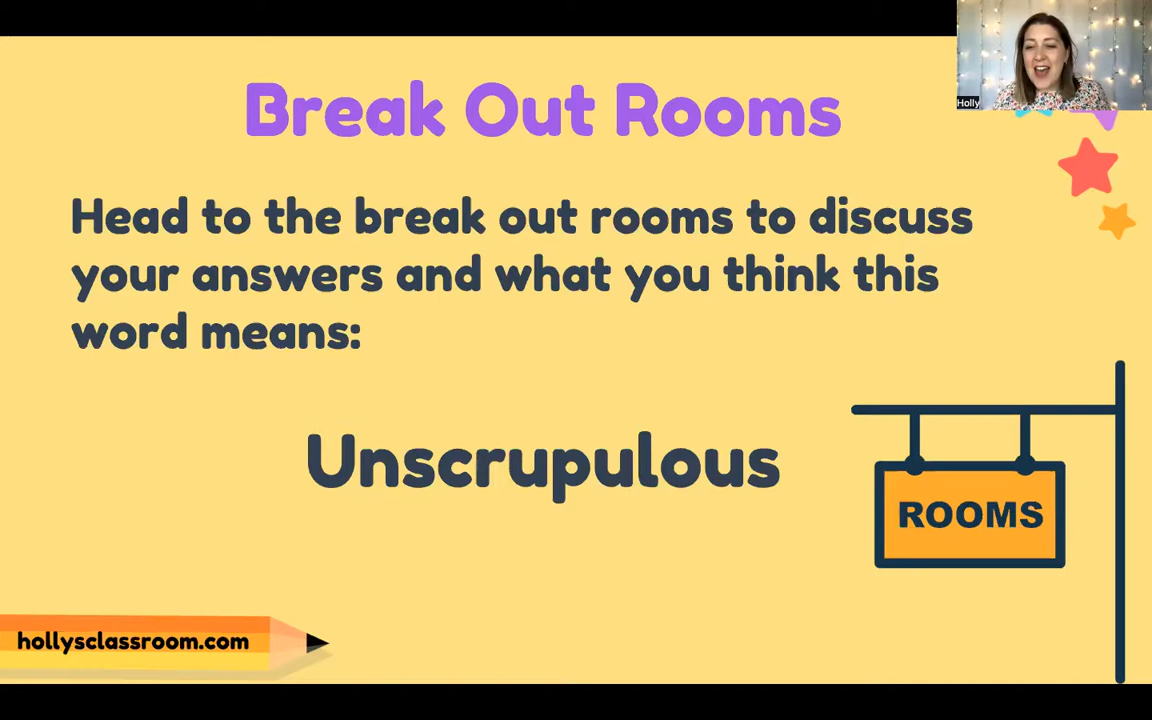 Break Out Rooms
Holly
Head to the break out rooms to discuss
your answers and what you think this
word means:
Unscrupulous
ROOMS
hollysclassroom.com